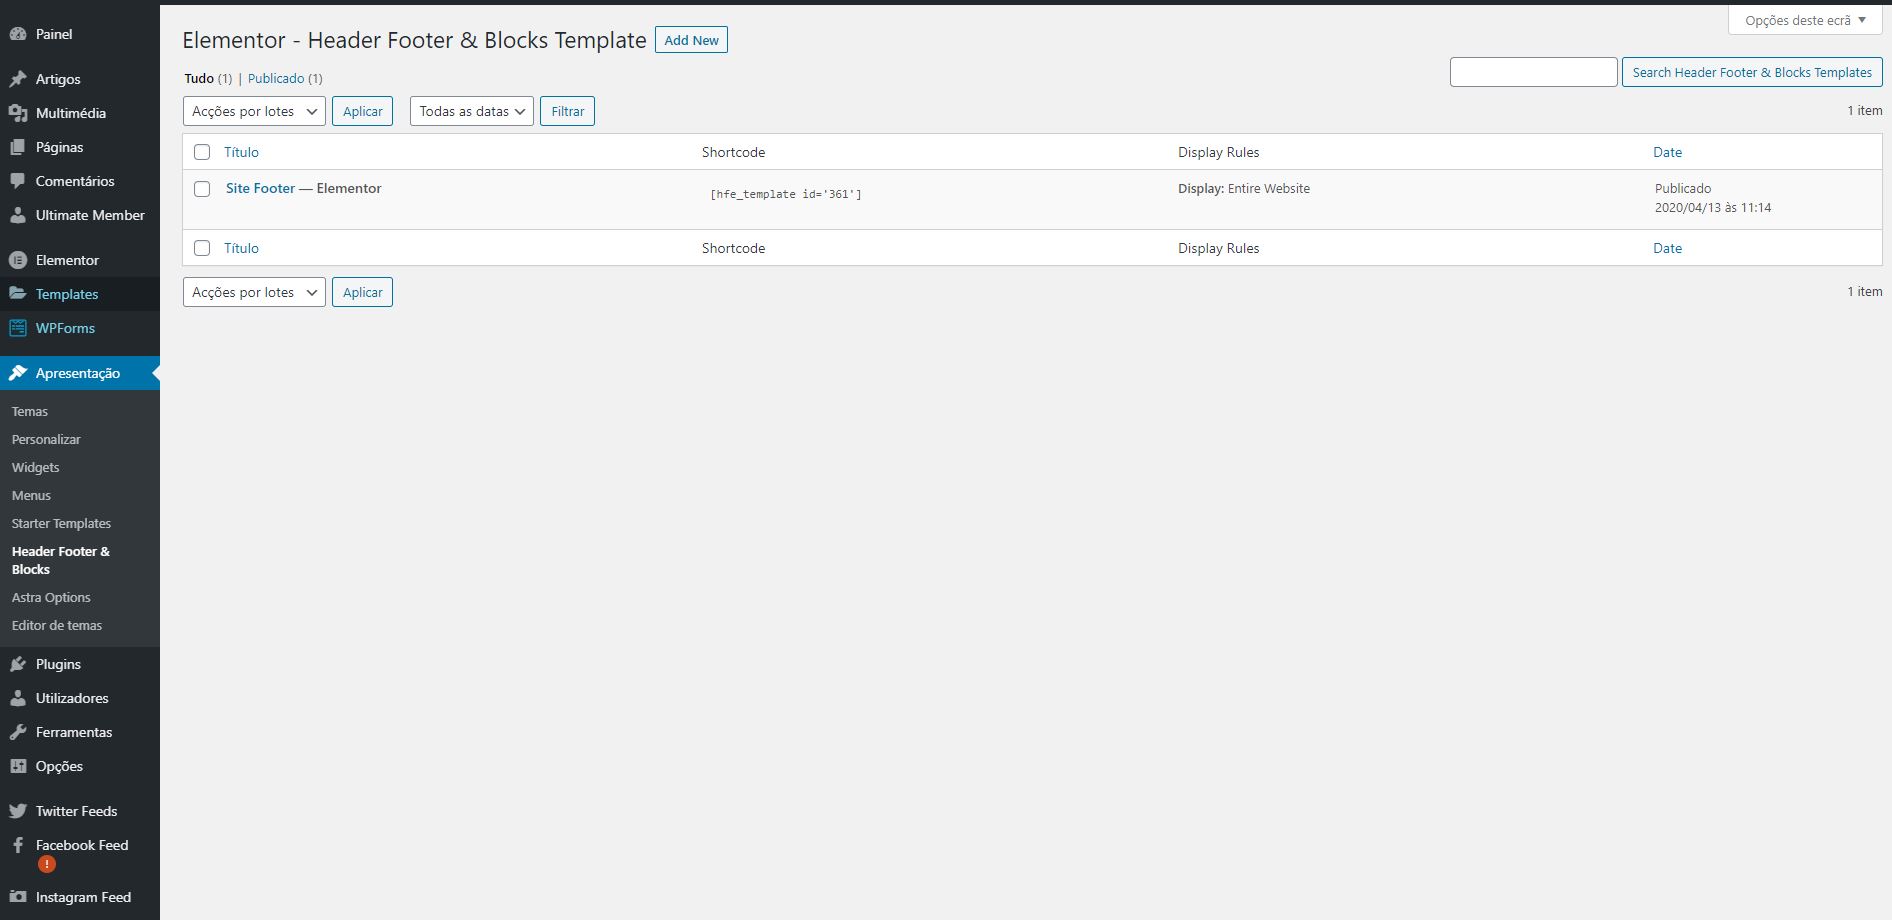 Painel
Artigos
Multimédia
Páginas
Comentários
Ultimate Member
Elementor
Templates
WPForms
Apresentação
Temas
Personalizar
Widgets
Menus
Starter Templates
Header Footer &
Blocks
Astra Options
Editor de temas
Plugins
Utilizadores
Ferramentas
Opções
Twitter Feeds
Facebook Feed
!
Instagram Feed
Opções deste ecrã ▼
Elementor - Header Footer & Blocks Template Add New
Tudo (1) | Publicado (1)
Search Header Footer & Blocks Templates
Acções por lotes Aplicar Todas as datas Filtrar 1 item
Título Shortcode Display Rules Date
Site Footer — Elementor [hfe_template id='361'] Display: Entire Website Publicado
2020/04/13 às 11:14
Título Shortcode Display Rules Date
Acções por lotes Aplicar 1 item